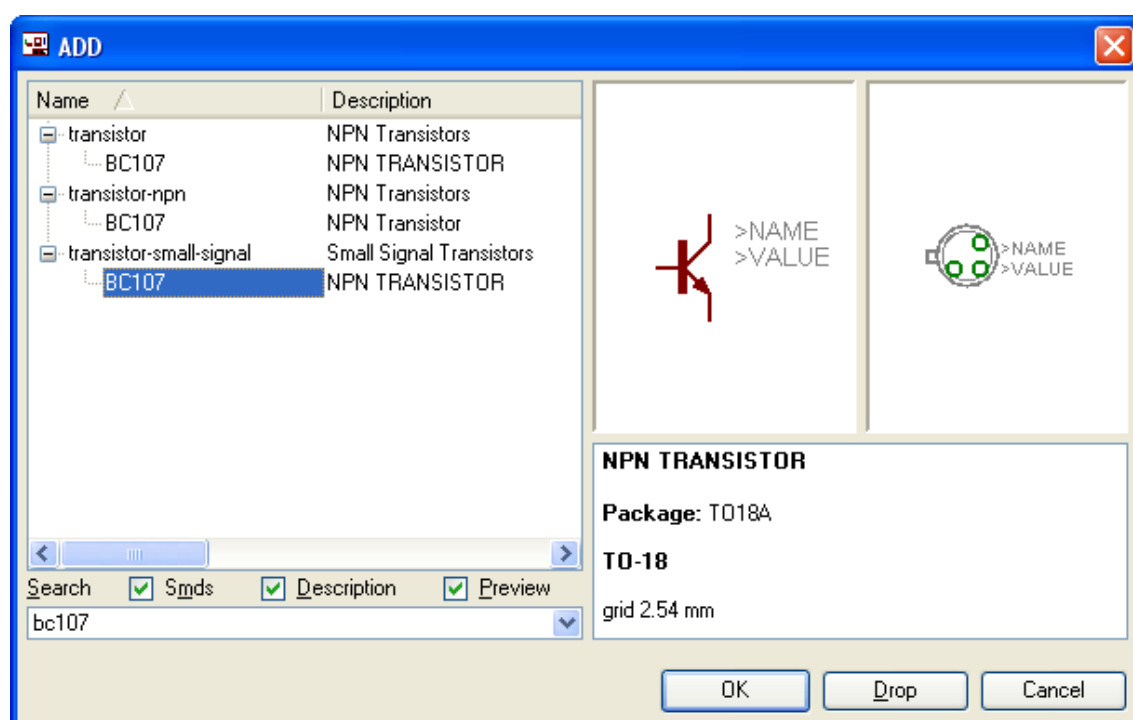 ADD
Name Description
transistor NPN Transistors
BC107 NPN TRANSISTOR
transistor-npn NPN Transistors
BC107 NPN Transistor
transistor-small-signal Small Signal Transistors
BC107 NPN TRANSISTOR
>NAME
>VALUE
>NAME
>VALUE
NPN TRANSISTOR
Package: TO18A
TO-18
grid 2.54 mm
Search Smds Description Preview
bc107
OK Drop Cancel